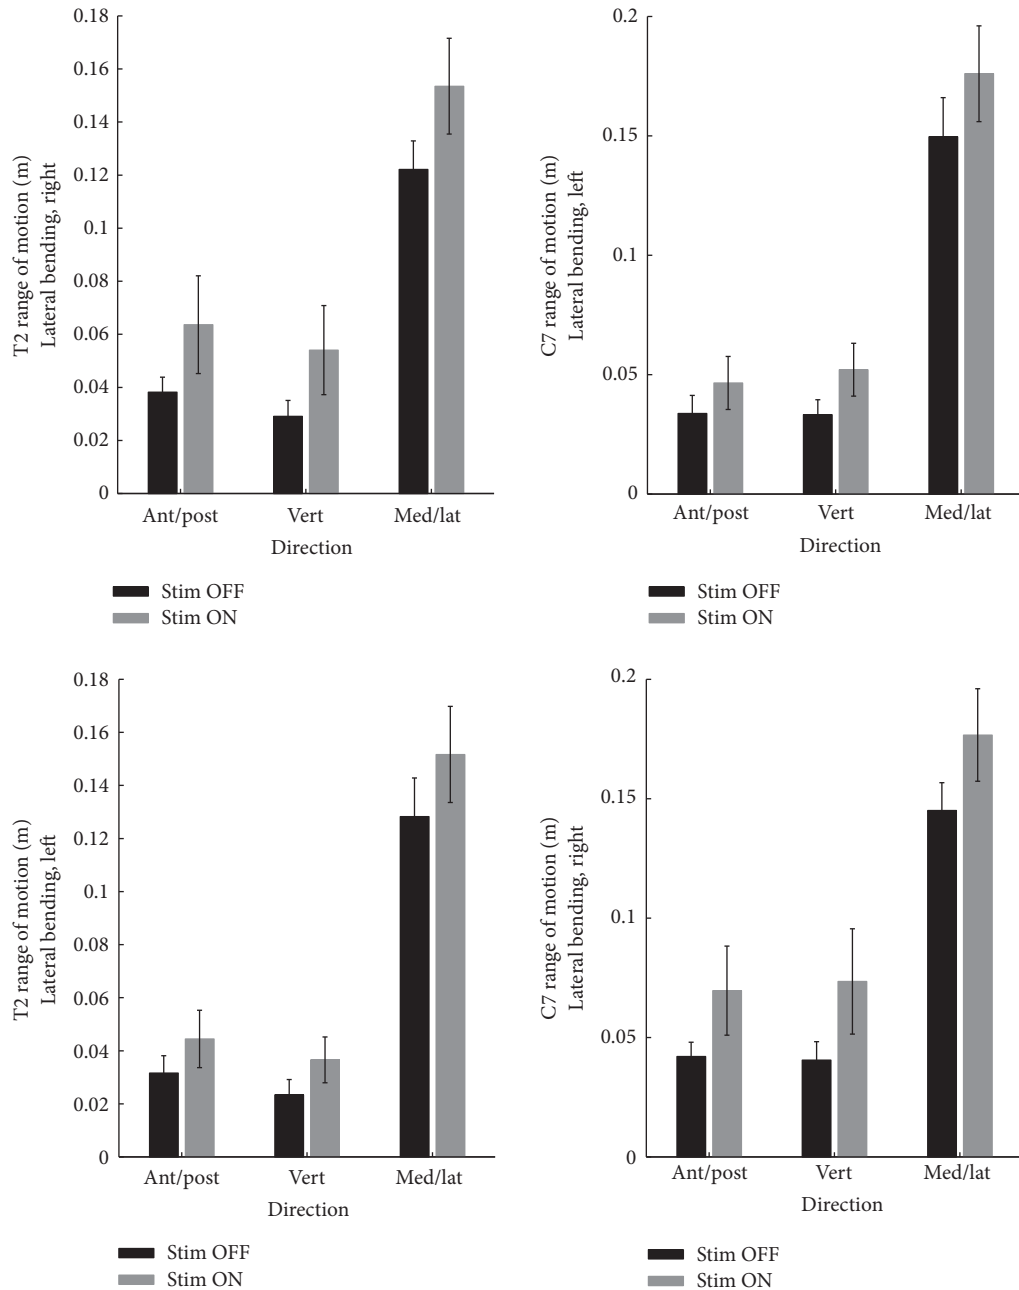 T2 range of motion (m)
Lateral bending, right
0.18
0.16
0.14
0.12
0.1
0.08
0.06
0.04
0.02
0
Ant/post Vert Med/lat
Direction
Stim OFF
Stim ON
C7 range of motion (m)
Lateral bending, left
0.2
0.15
0.1
0.05
0
Ant/post Vert Med/lat
Direction
Stim OFF
Stim ON
T2 range of motion (m)
Lateral bending, left
0.18
0.16
0.14
0.12
0.1
0.08
0.06
0.04
0.02
0
Ant/post Vert Med/lat
Direction
Stim OFF
Stim ON
C7 range of motion (m)
Lateral bending, right
0.2
0.15
0.1
0.05
0
Ant/post Vert Med/lat
Direction
Stim OFF
Stim ON